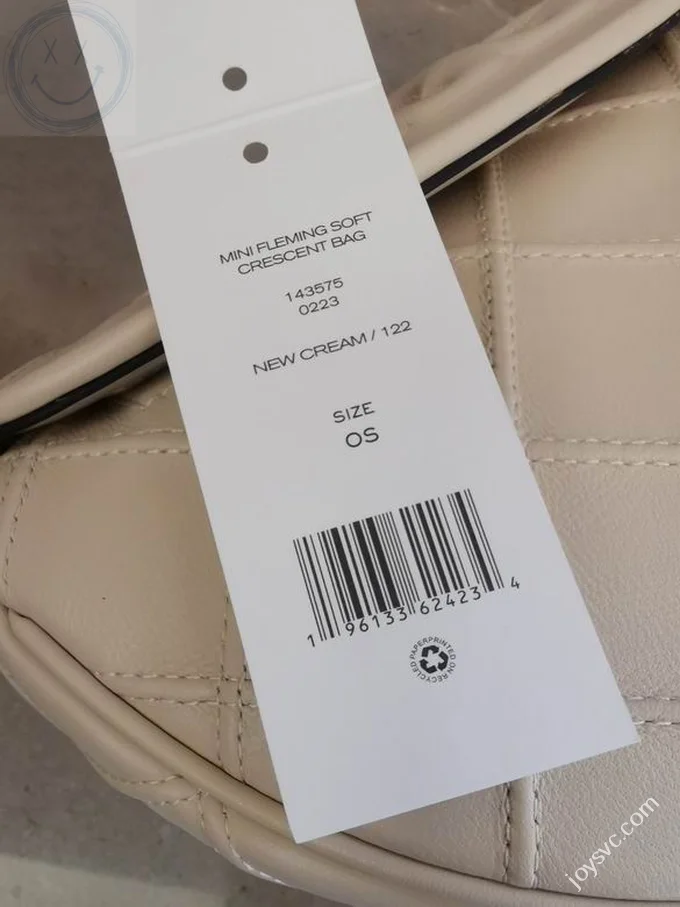 MINI FLEMING SOFT
CRESCENT BAG
143575
0223
NEW CREAM / 122
SIZE
OS
1 96133 62423 4
PAPER PRINTED ON RECYCLED
joysvc.com